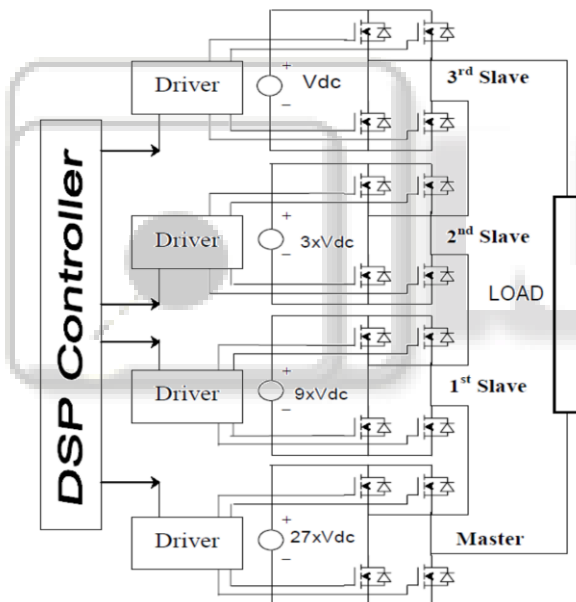 Driver
+
Vdc
−
3rd Slave
DSP Controller
Driver
+
3xVdc
−
2nd Slave
LOAD
Driver
+
9xVdc
−
1st Slave
Driver
+
27xVdc
−
Master